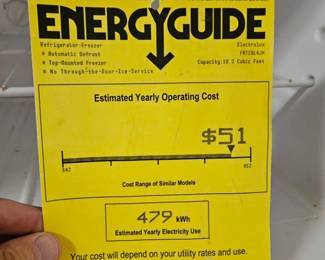 ENERGYGUIDE
Refrigerator-Freezer
• Automatic Defrost
• Top-Mounted Freezer
• No Through-the-Door-Ice-Service
Electrolux
Capacity:18.2 Cubic Feet
Estimated Yearly Operating Cost
$51
Cost Range of Similar Models
479 kWh
Estimated Yearly Electricity Use
Your cost will depend on your utility rates and use.